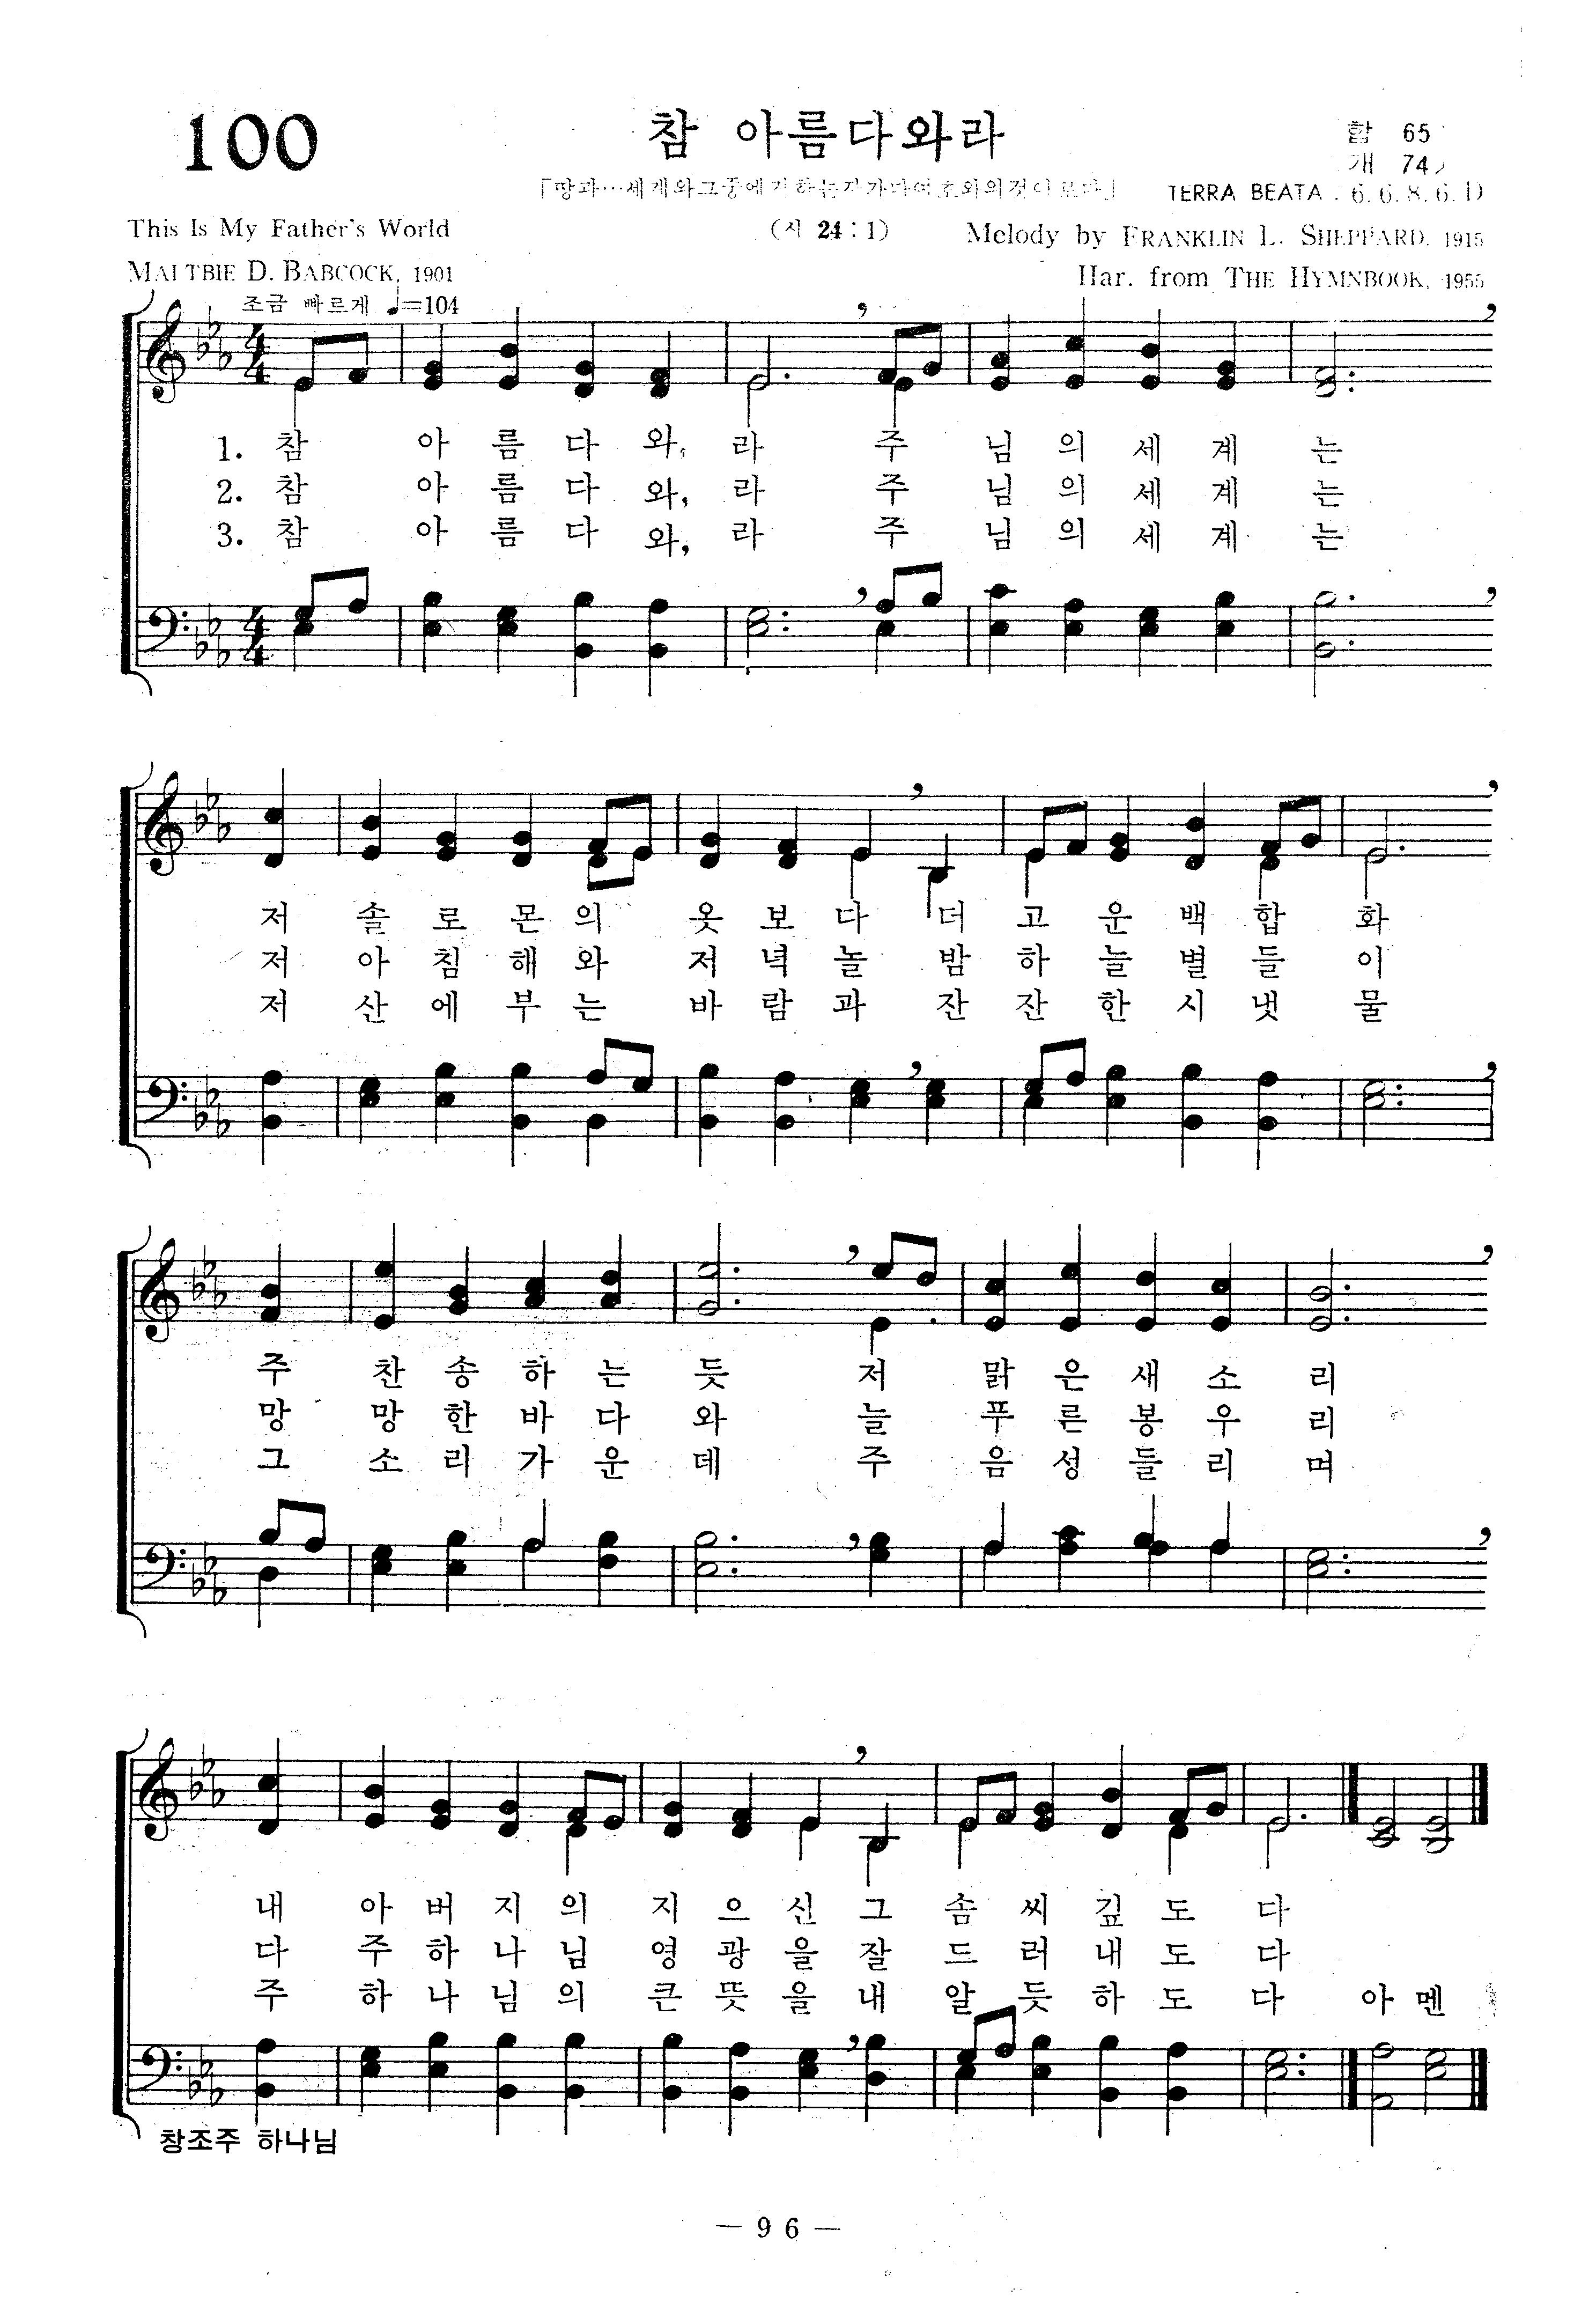 100
참 아름다와라
합 65
개 74
「땅과…세계와그중에거하는자가다여호와의것이로다」
TERRA BEATA : 6. 6. 8. 6. D
This Is My Father's World
(시 24 : 1)
Melody by FRANKLIN L. SHEPPARD, 1915
MALTBIE D. BABCOCK, 1901
Har. from THE HYMNBOOK, 1955
조금 빠르게 ♩=104
1. 참 아 름 다 와, 라 주 님 의 세 계 는
2. 참 아 름 다 와, 라 주 님 의 세 계 는
3. 참 아 름 다 와, 라 주 님 의 세 계 는
저 솔 로 몬 의 옷 보 다 더 고 운 백 합 화
저 아 침 해 와 저 녁 놀 밤 하 늘 별 들 이
저 산 에 부 는 바 람 과 잔 잔 한 시 냇 물
주 찬 송 하 는 듯 저 맑 은 새 소 리
망 망 한 바 다 와 늘 푸 른 봉 우 리
그 소 리 가 운 데 주 음 성 들 리 며
내 아 버 지 의 지 으 신 그 솜 씨 깊 도 다
다 주 하 나 님 영 광 을 잘 드 러 내 도 다
주 하 나 님 의 큰 뜻 을 내 알 듯 하 도 다 아 멘
창조주 하나님
— 9 6 —